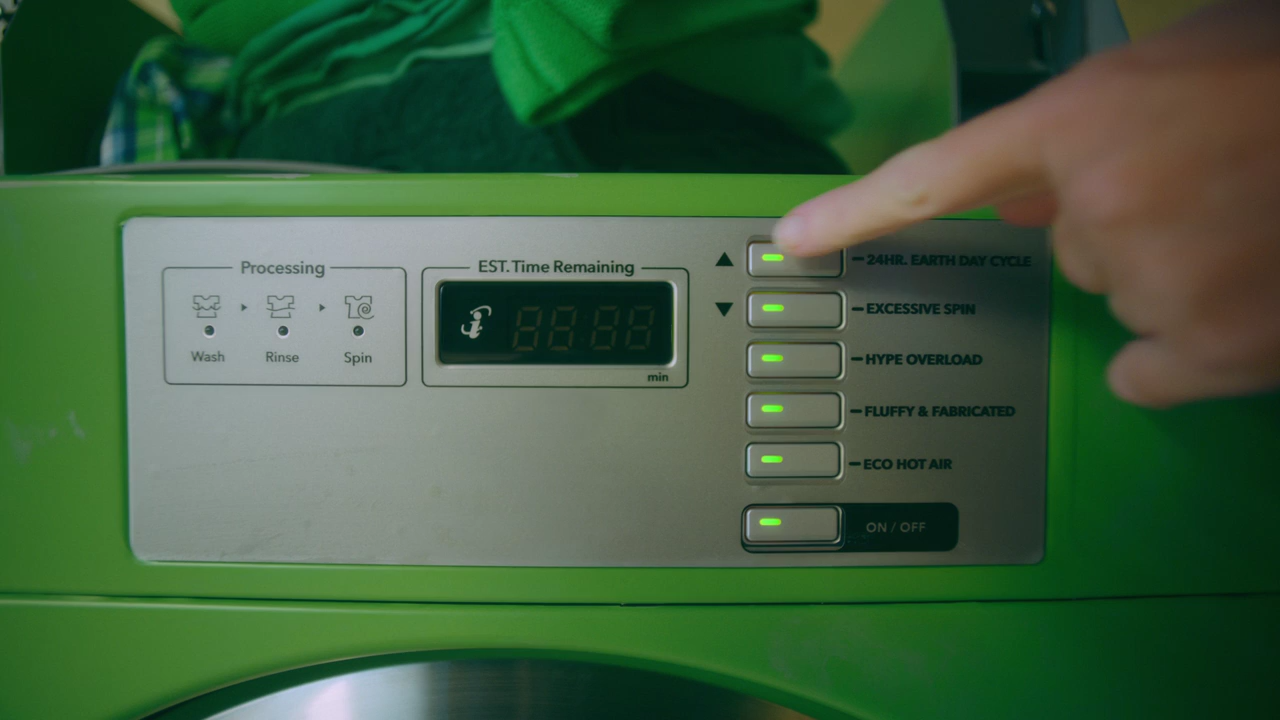 Processing
Wash
Rinse
Spin
EST. Time Remaining
min
24HR. EARTH DAY CYCLE
EXCESSIVE SPIN
HYPE OVERLOAD
FLUFFY & FABRICATED
ECO HOT AIR
ON / OFF